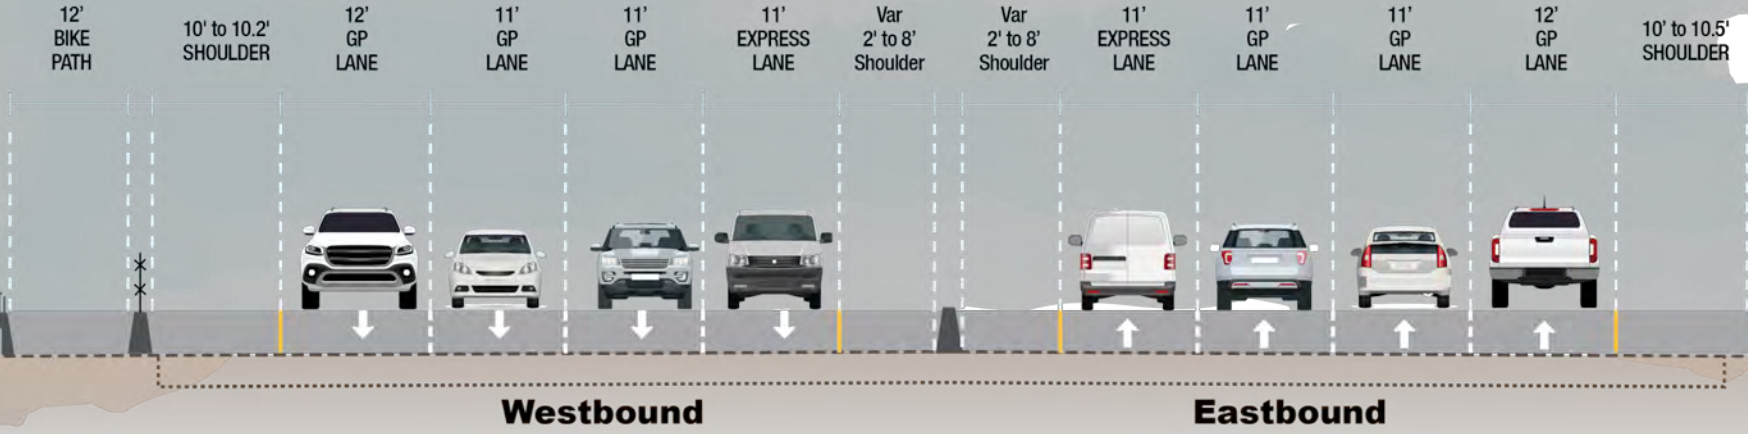 12’
BIKE
PATH
10' to 10.2'
SHOULDER
12’
GP
LANE
11’
GP
LANE
11’
GP
LANE
11’
EXPRESS
LANE
Var
2' to 8’
Shoulder
Var
2' to 8’
Shoulder
11’
EXPRESS
LANE
11’
GP
LANE
11’
GP
LANE
12’
GP
LANE
10’ to 10.5'
SHOULDER
Westbound
Eastbound